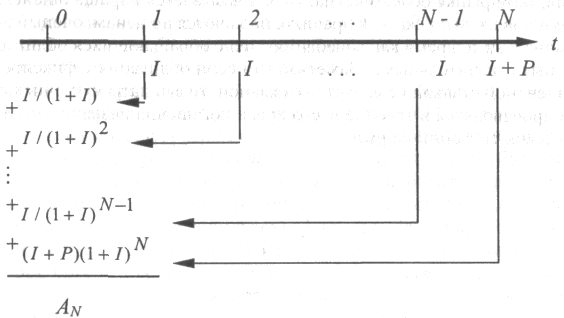 0 1 2 . . . N - 1 N
t
I I . . . I I + P
+ I / (1 + I)
+ I / (1 + I)^2
⋮
+ I / (1 + I)^{N-1}
+ (I + P)(1 + I)^N
A_N